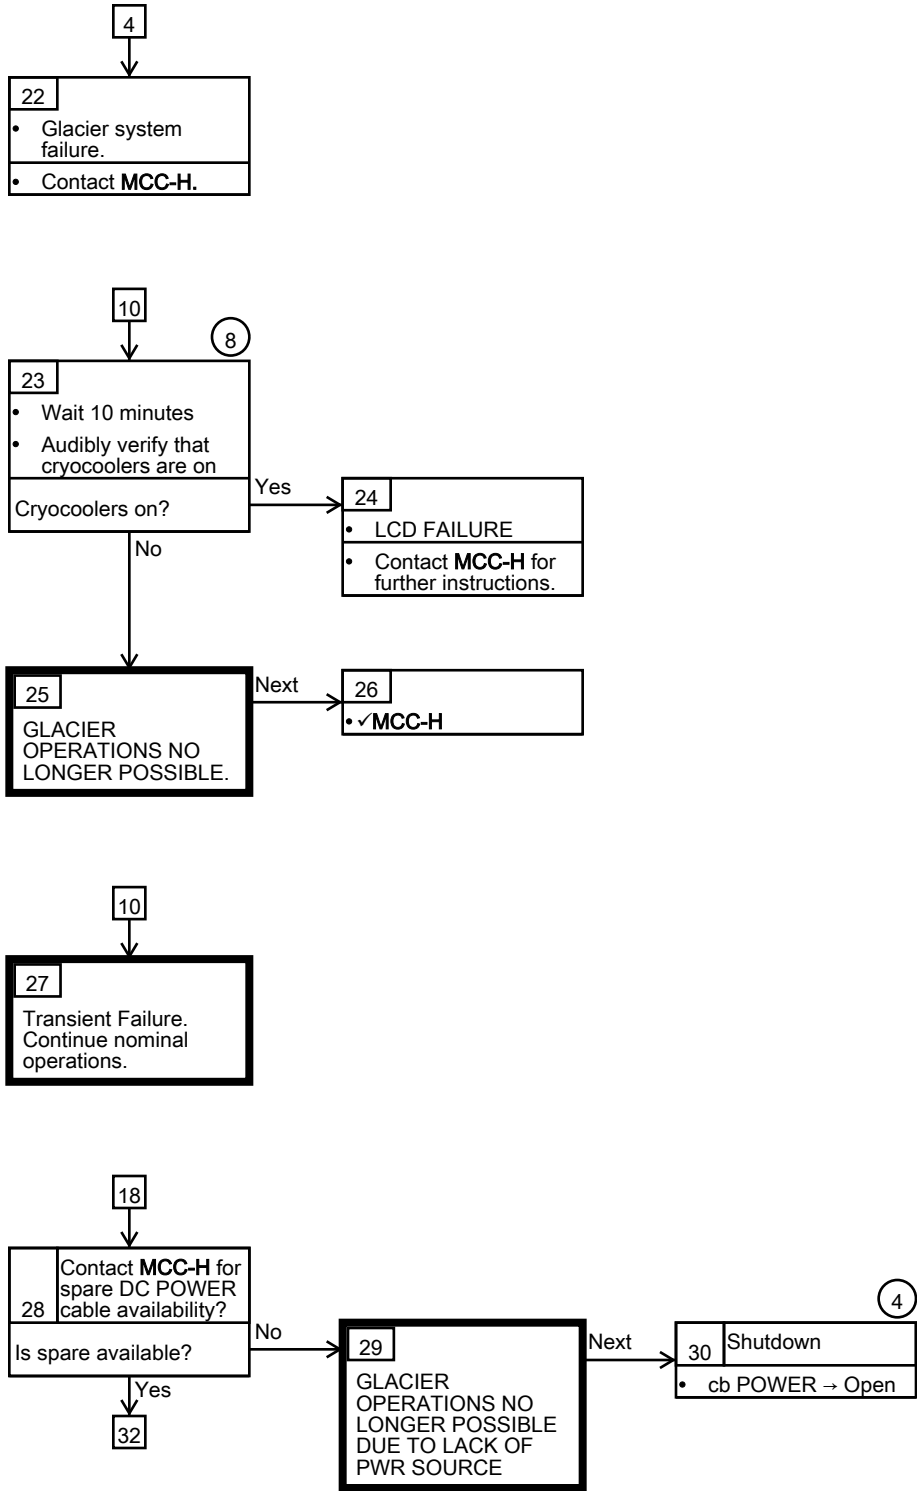 4
22
• Glacier system
failure.
• Contact MCC-H.
10
8
23
• Wait 10 minutes
• Audibly verify that
cryocoolers are on
Cryocoolers on?
Yes
No
24
• LCD FAILURE
• Contact MCC-H for
further instructions.
25
GLACIER
OPERATIONS NO
LONGER POSSIBLE.
Next
26
• ✓MCC-H
10
27
Transient Failure.
Continue nominal
operations.
18
28
Contact MCC-H for
spare DC POWER
cable availability?
Is spare available?
No
Yes
32
29
GLACIER
OPERATIONS NO
LONGER POSSIBLE
DUE TO LACK OF
PWR SOURCE
Next
4
30
Shutdown
• cb POWER → Open